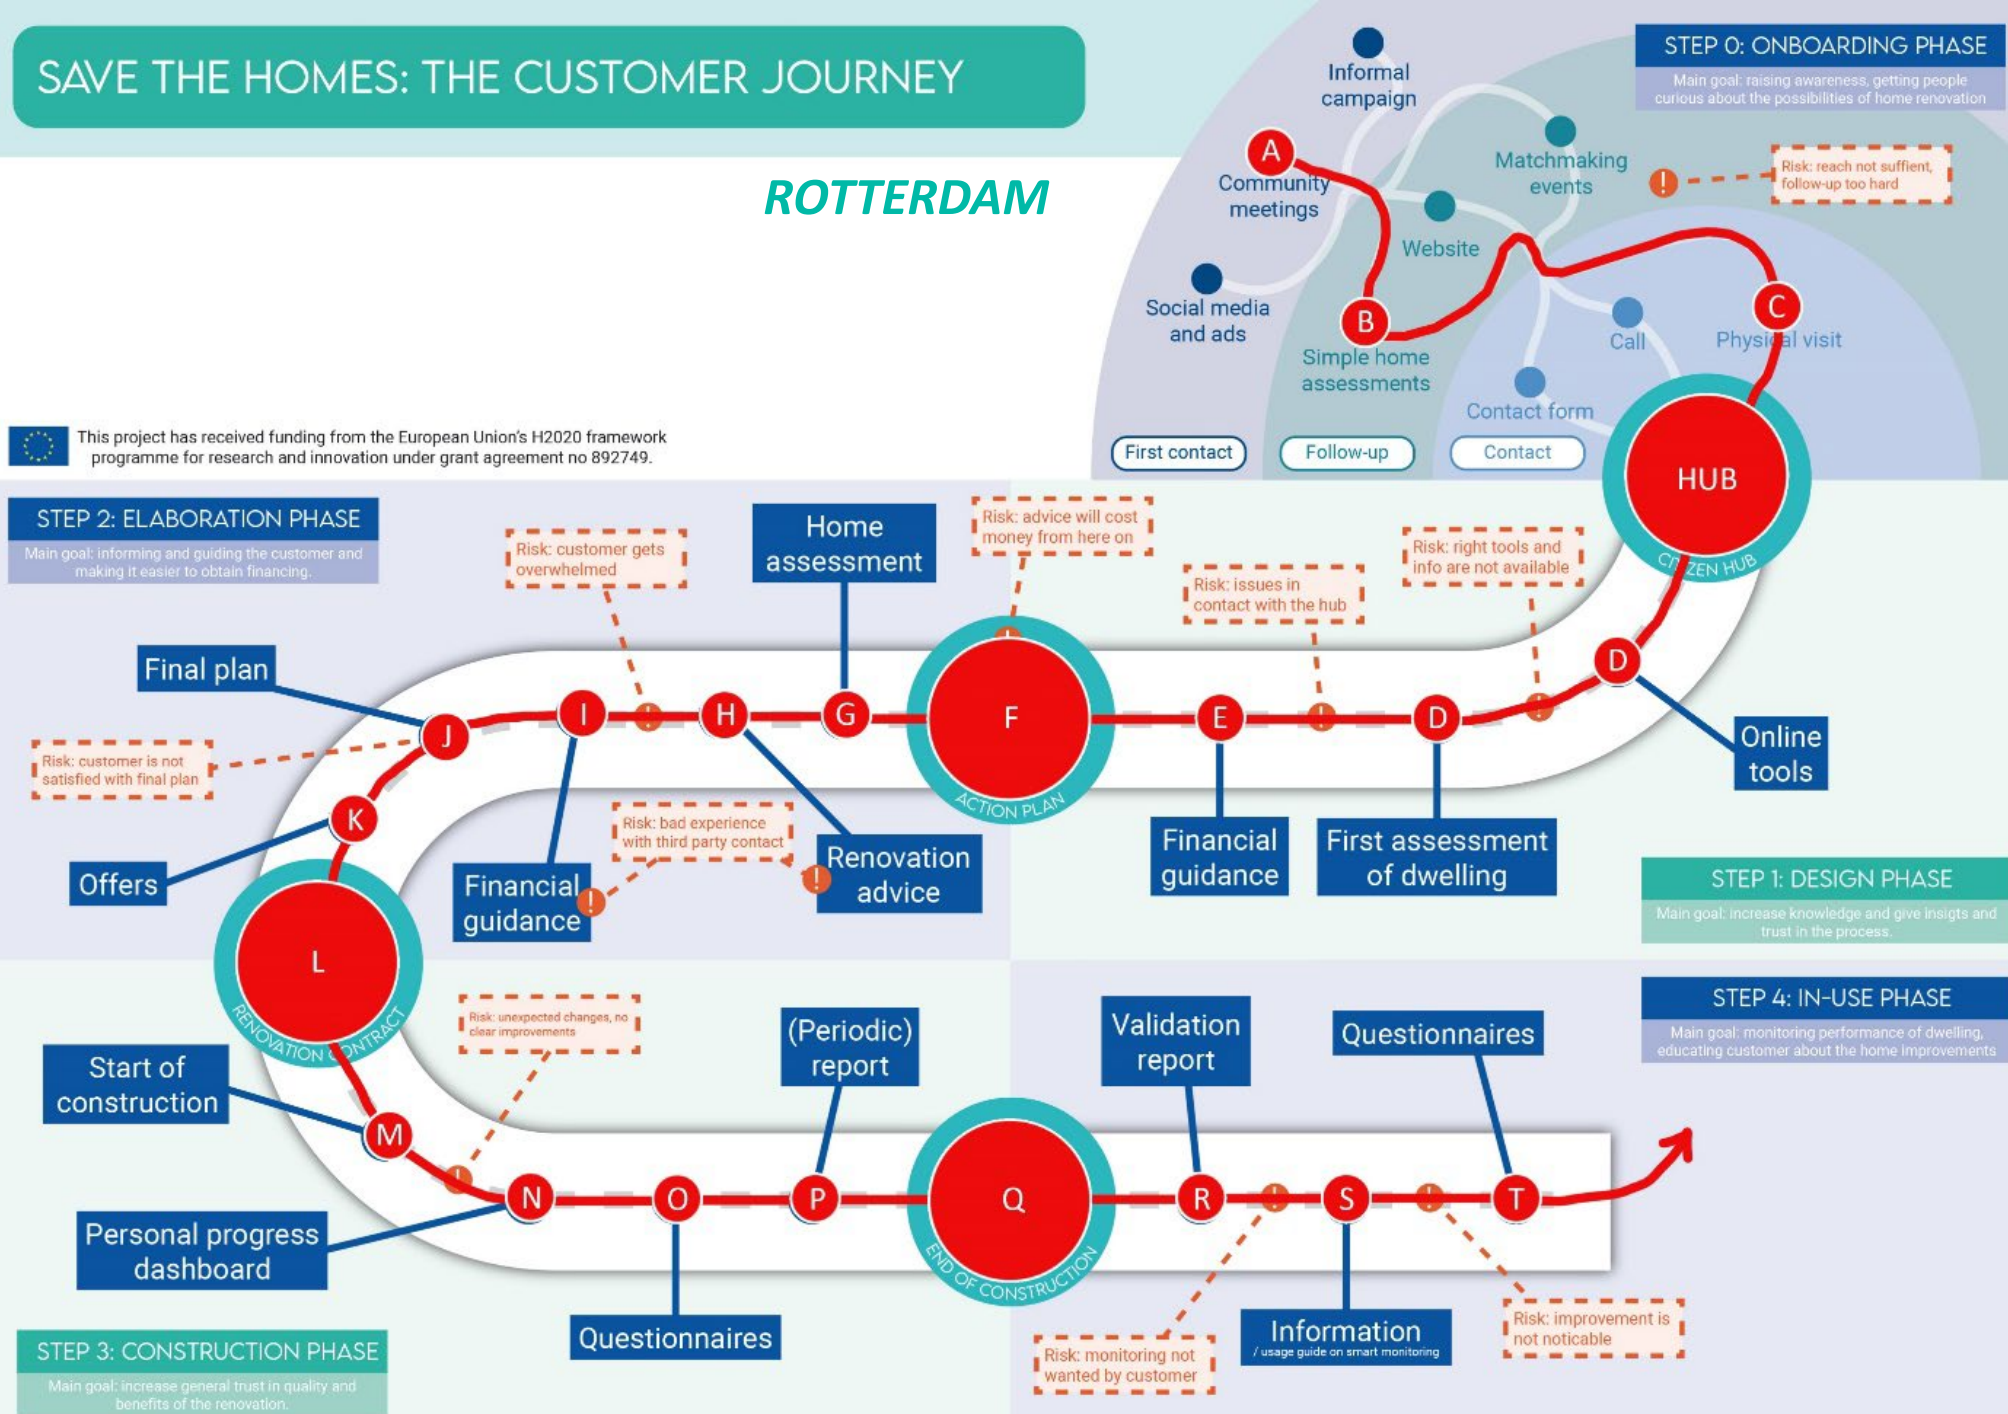 SAVE THE HOMES: THE CUSTOMER JOURNEY
ROTTERDAM
This project has received funding from the European Union's H2020 framework
programme for research and innovation under grant agreement no 892749.
STEP 0: ONBOARDING PHASE
Main goal: raising awareness, getting people
curious about the possibilities of home renovation
Informal
campaign
A
Community
meetings
Matchmaking
events
!
Risk: reach not suffient,
follow-up too hard
Website
Social media
and ads
B
Simple home
assessments
C
Call
Physical visit
Contact form
First contact
Follow-up
Contact
HUB
CITIZEN HUB
STEP 2: ELABORATION PHASE
Main goal: informing and guiding the customer and
making it easier to obtain financing.
Risk: customer gets
overwhelmed
Home
assessment
Risk: advice will cost
money from here on
Risk: issues in
contact with the hub
Risk: right tools and
info are not available
Final plan
J
I
!
H
G
!
F
ACTION PLAN
E
!
D
!
D
Online
tools
Risk: customer is not
satisfied with final plan
K
Offers
Financial
guidance
!
Risk: bad experience
with third party contact
!
Renovation
advice
Financial
guidance
First assessment
of dwelling
STEP 1: DESIGN PHASE
Main goal: increase knowledge and give insigts and
trust in the process.
L
RENOVATION CONTRACT
Risk: unexpected changes, no
clear improvements
(Periodic)
report
Validation
report
Questionnaires
STEP 4: IN-USE PHASE
Main goal: monitoring performance of dwelling,
educating customer about the home improvements
Start of
construction
M
!
N
O
P
Q
END OF CONSTRUCTION
R
!
S
!
T
Personal progress
dashboard
Questionnaires
Risk: monitoring not
wanted by customer
Information
/ usage guide on smart monitoring
Risk: improvement is
not noticable
STEP 3: CONSTRUCTION PHASE
Main goal: increase general trust in quality and
benefits of the renovation.